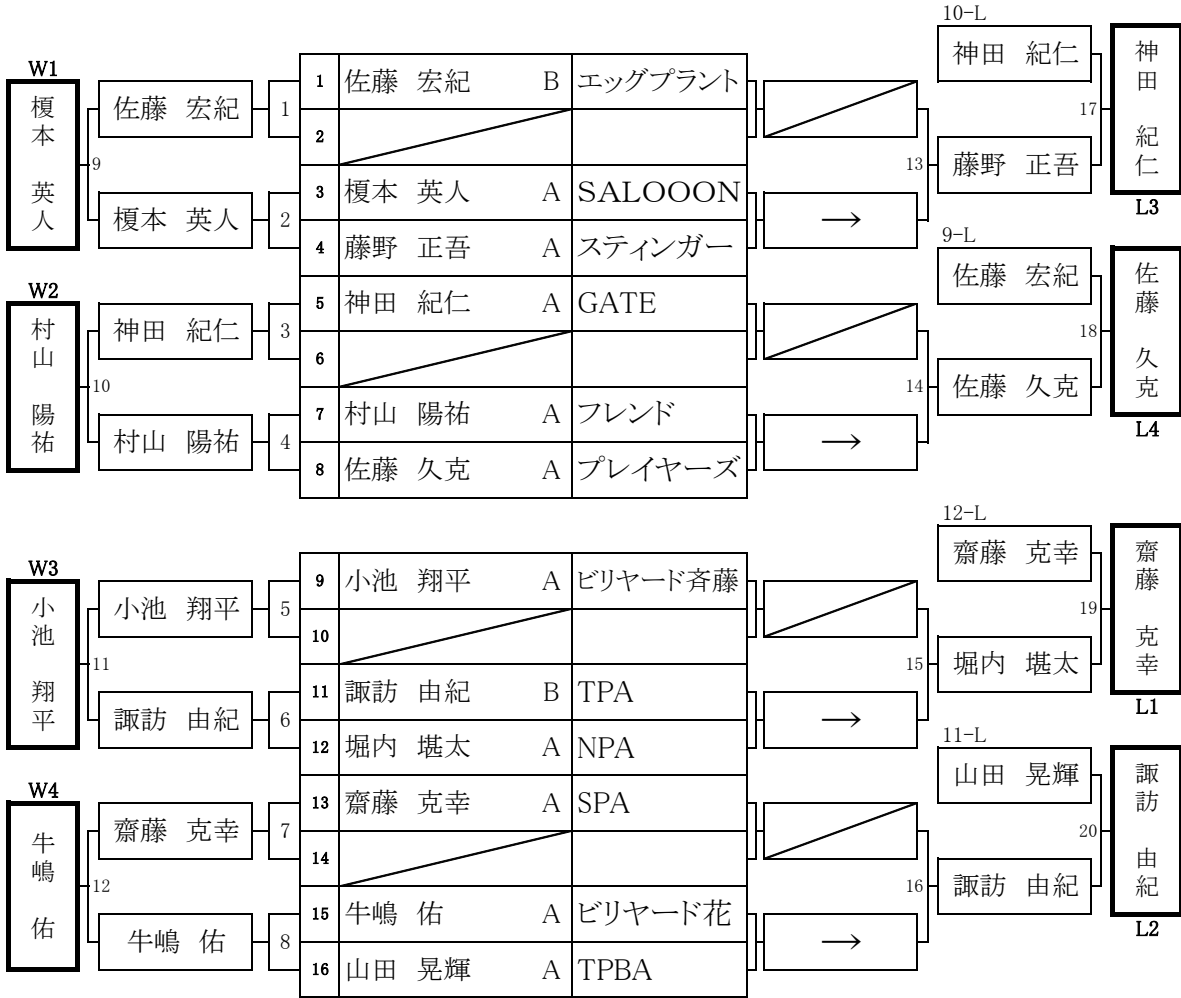 10-L
神田 紀仁
神田 紀仁
W1
榎本 英人
佐藤 宏紀
1
1 佐藤 宏紀 B エッグプラント
2
17
9
13
藤野 正吾
3 榎本 英人 A SALOOON
榎本 英人
2
→
L3
4 藤野 正吾 A スティンガー
9-L
佐藤 宏紀
佐藤 久克
W2
村山 陽祐
神田 紀仁
3
5 神田 紀仁 A GATE
6
18
10
14
佐藤 久克
7 村山 陽祐 A フレンド
村山 陽祐
4
→
L4
8 佐藤 久克 A プレイヤーズ
12-L
齋藤 克幸
齋藤 克幸
W3
小池 翔平
小池 翔平
5
9 小池 翔平 A ビリヤード斉藤
10
19
11
15
堀内 堪太
11 諏訪 由紀 B TPA
諏訪 由紀
6
→
L1
12 堀内 堪太 A NPA
11-L
山田 晃輝
諏訪 由紀
W4
牛嶋 佑
齋藤 克幸
7
13 齋藤 克幸 A SPA
14
20
12
16
諏訪 由紀
15 牛嶋 佑 A ビリヤード花
牛嶋 佑
8
→
L2
16 山田 晃輝 A TPBA